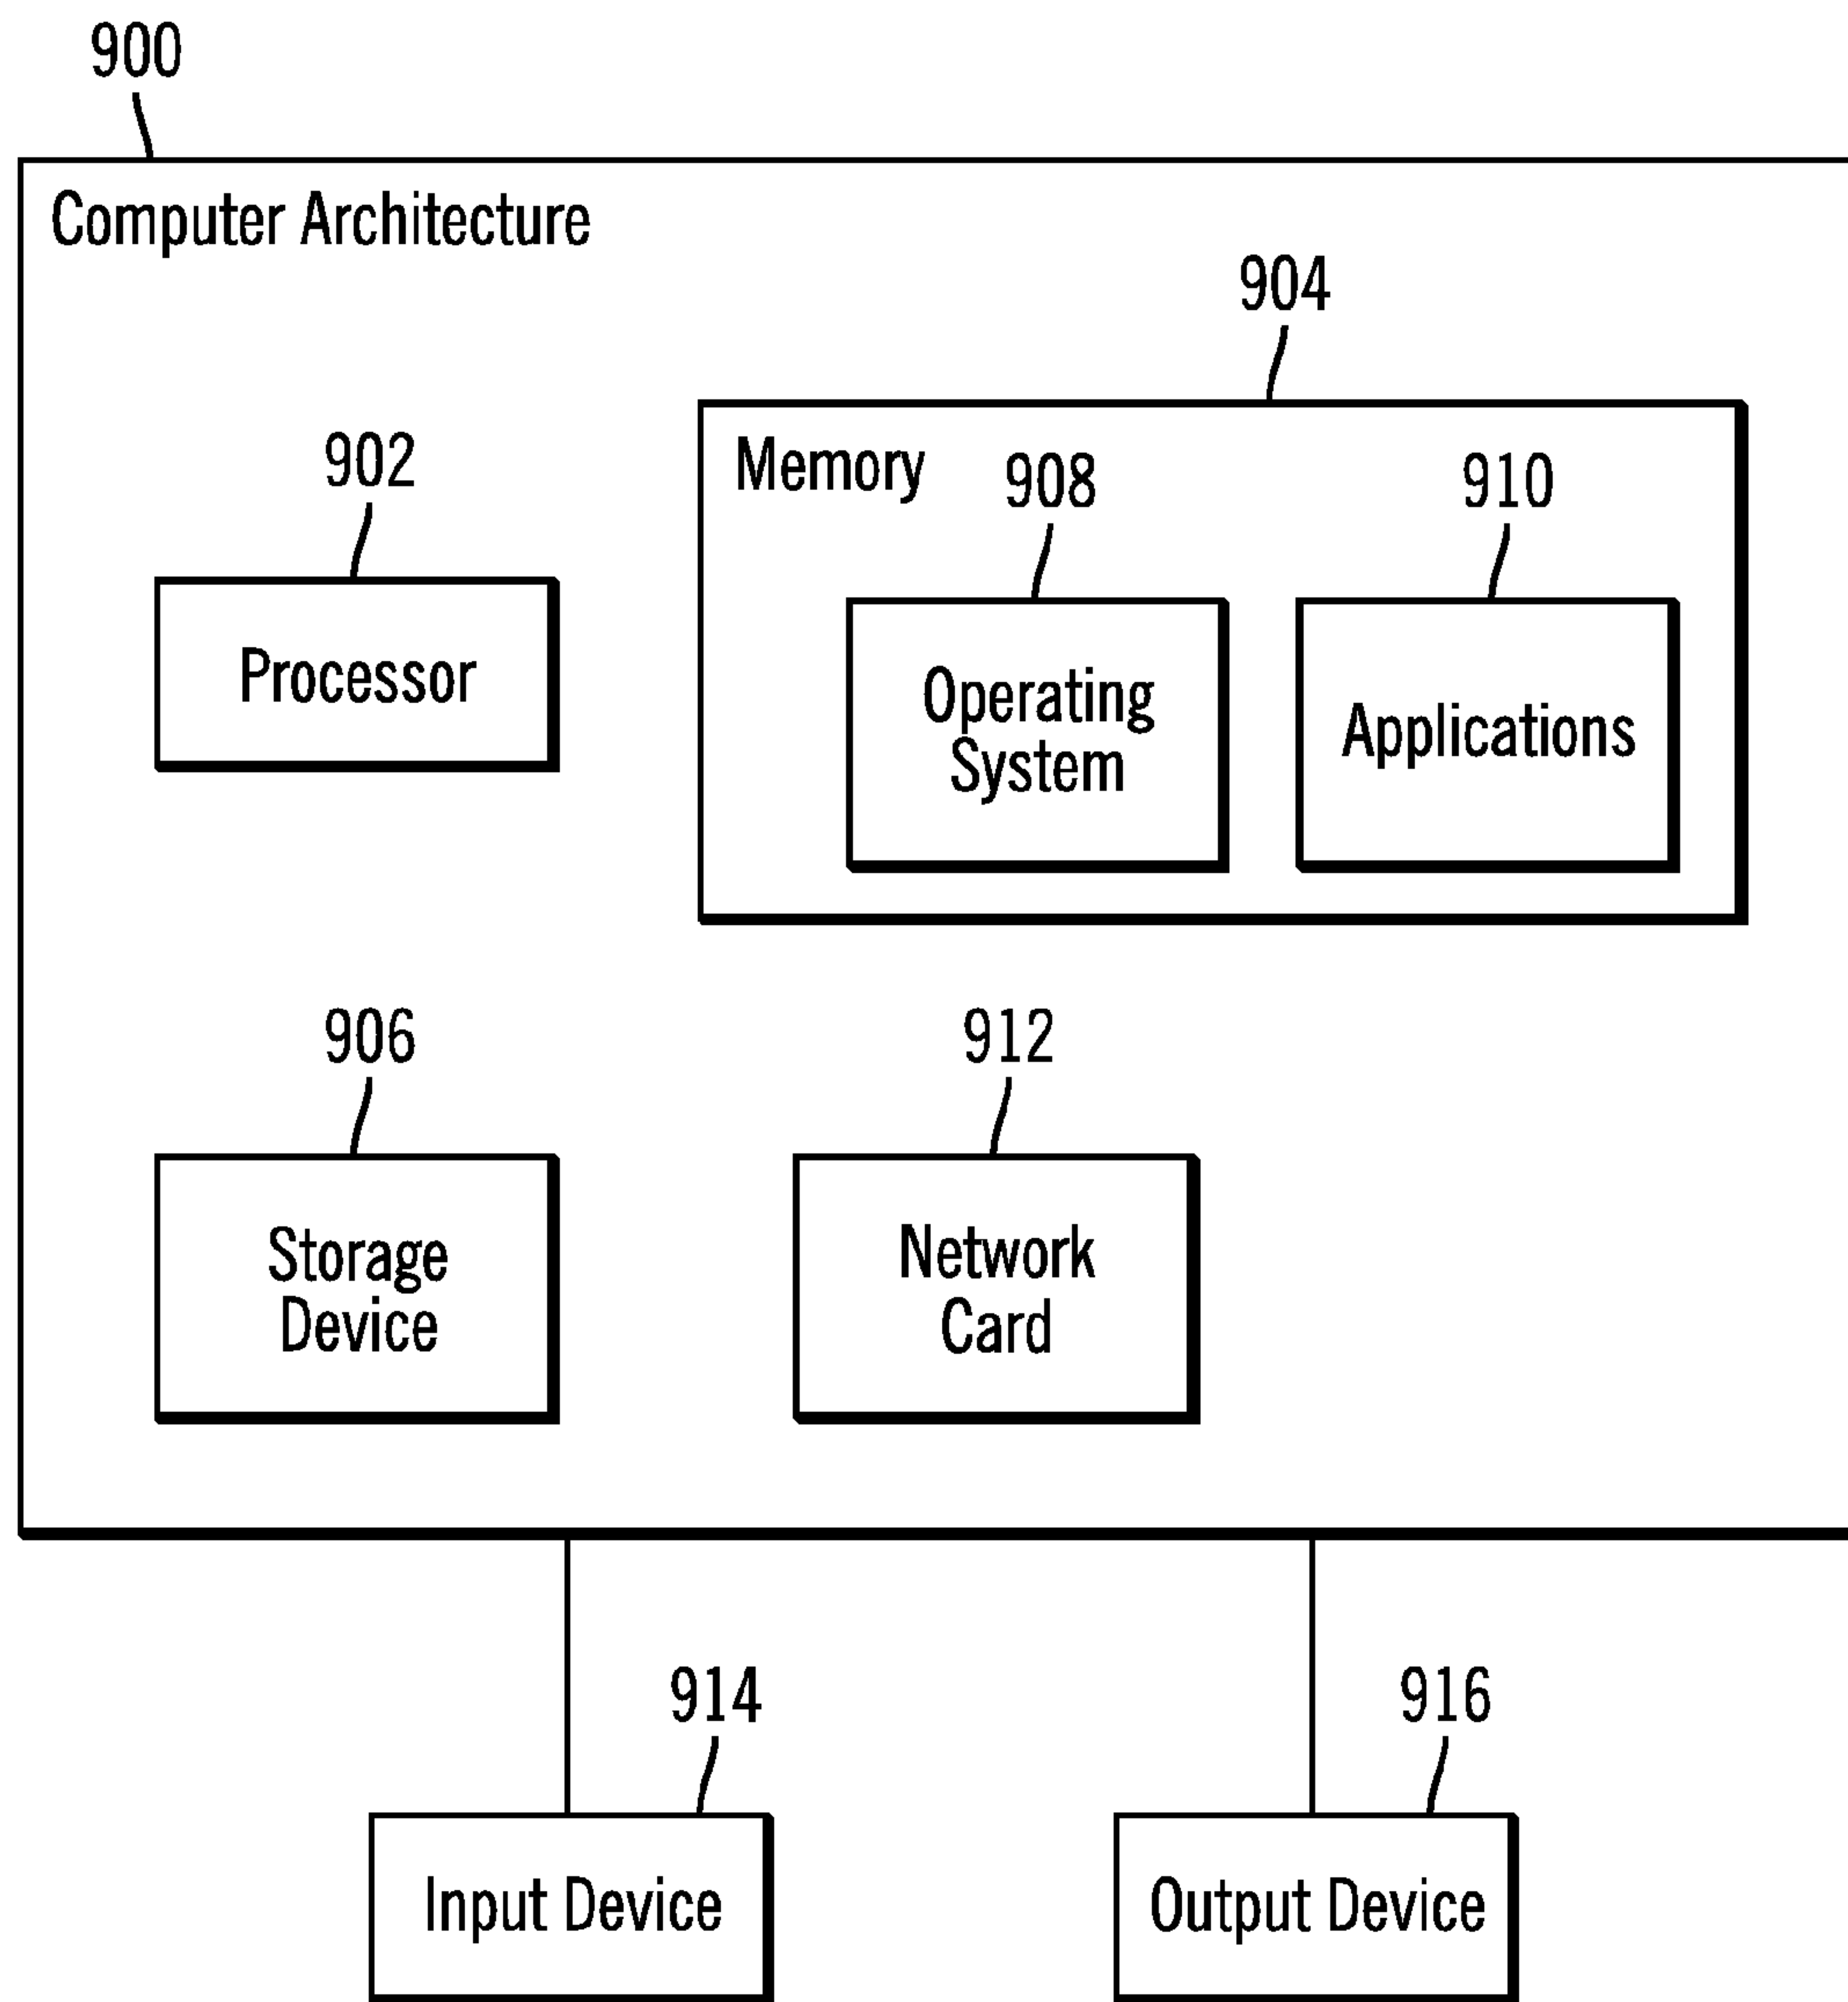 900
Computer Architecture
904
902
Memory
908
910
Processor
Operating
System
Applications
906
912
Storage
Device
Network
Card
914
916
Input Device
Output Device